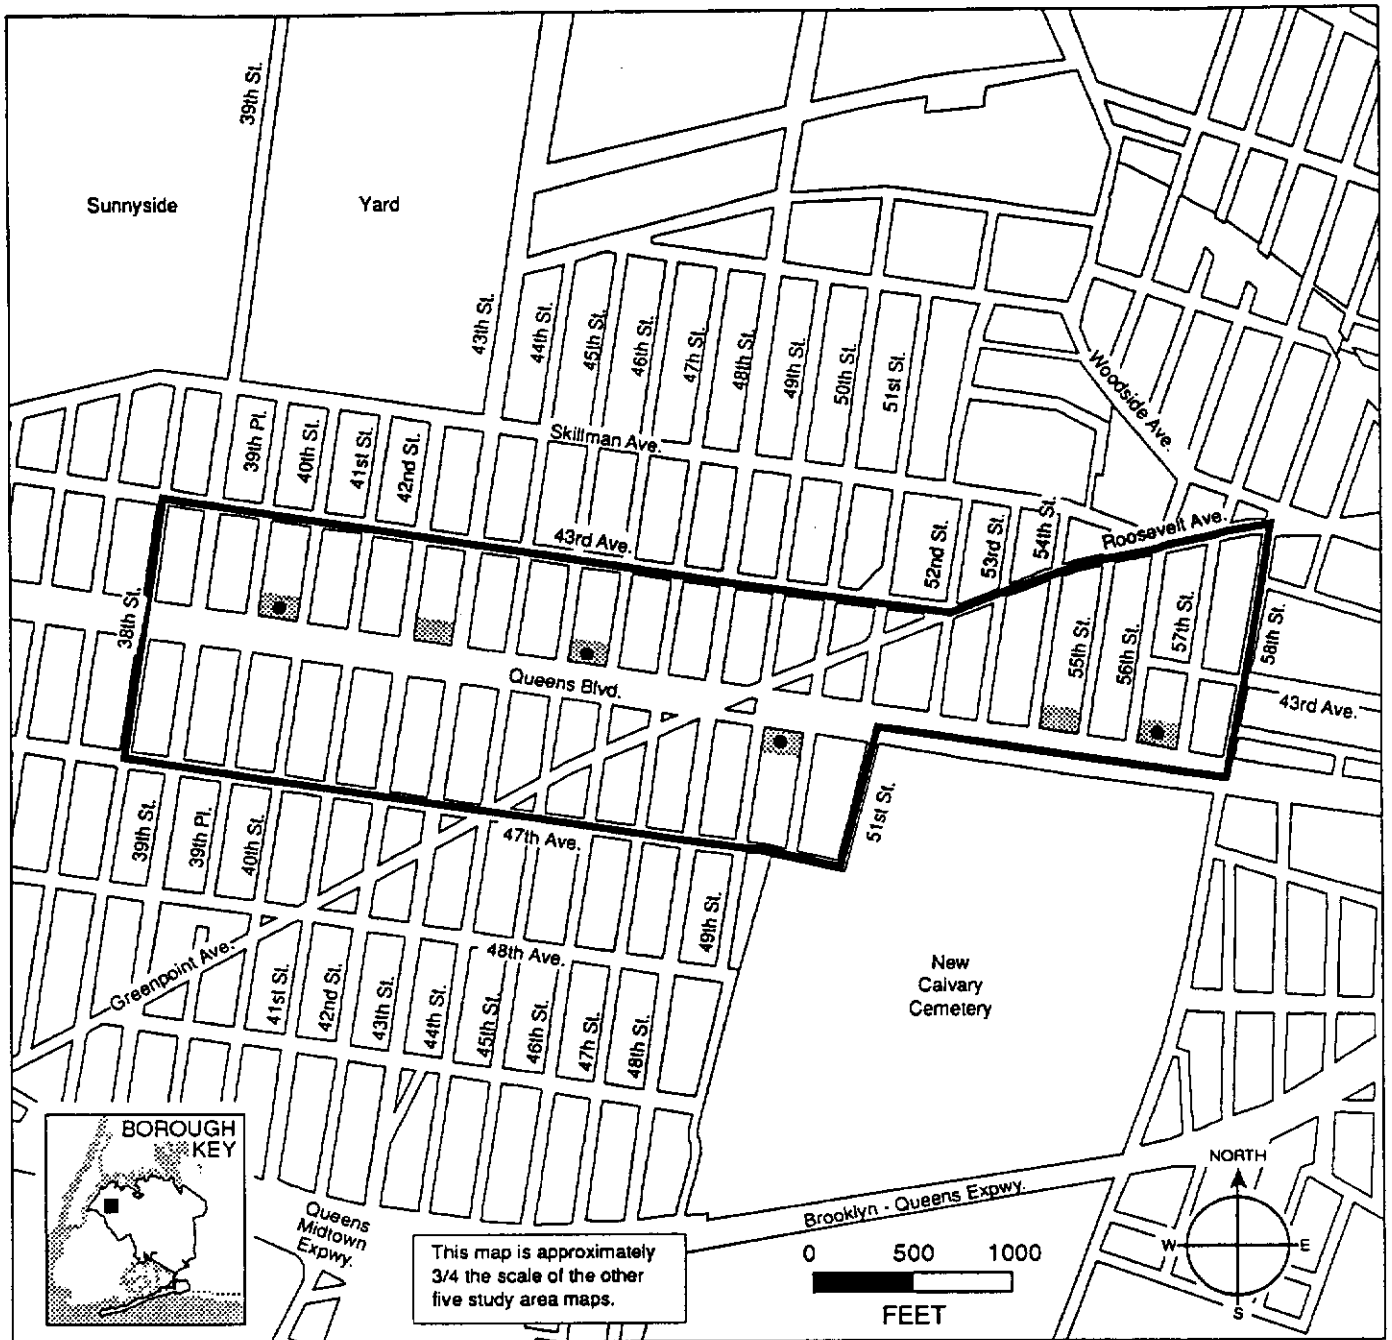 39th St.
Sunnyside
Yard
43th St.
44th St.
45th St.
46th St.
47th St.
48th St.
49th St.
50th St.
51st St.
Woodside Ave.
Skillman Ave.
39th Pl.
40th St.
41st St.
42nd St.
43rd Ave.
52nd St.
53rd St.
54th St.
Roosevelt Ave.
38th St.
55th St.
56th St.
57th St.
58th St.
Queens Blvd.
43rd Ave.
51st St.
47th Ave.
39th St.
39th Pl.
40th St.
49th St.
48th Ave.
Greenpoint Ave.
41st St.
42nd St.
43th St.
44th St.
45th St.
46th St.
47th St.
48th St.
New
Calvary
Cemetery
BOROUGH
KEY
Queens
Midtown
Expwy.
Brooklyn - Queens Expwy.
This map is approximately
3/4 the scale of the other
five study area maps.
0 500 1000
FEET
NORTH
W E
S